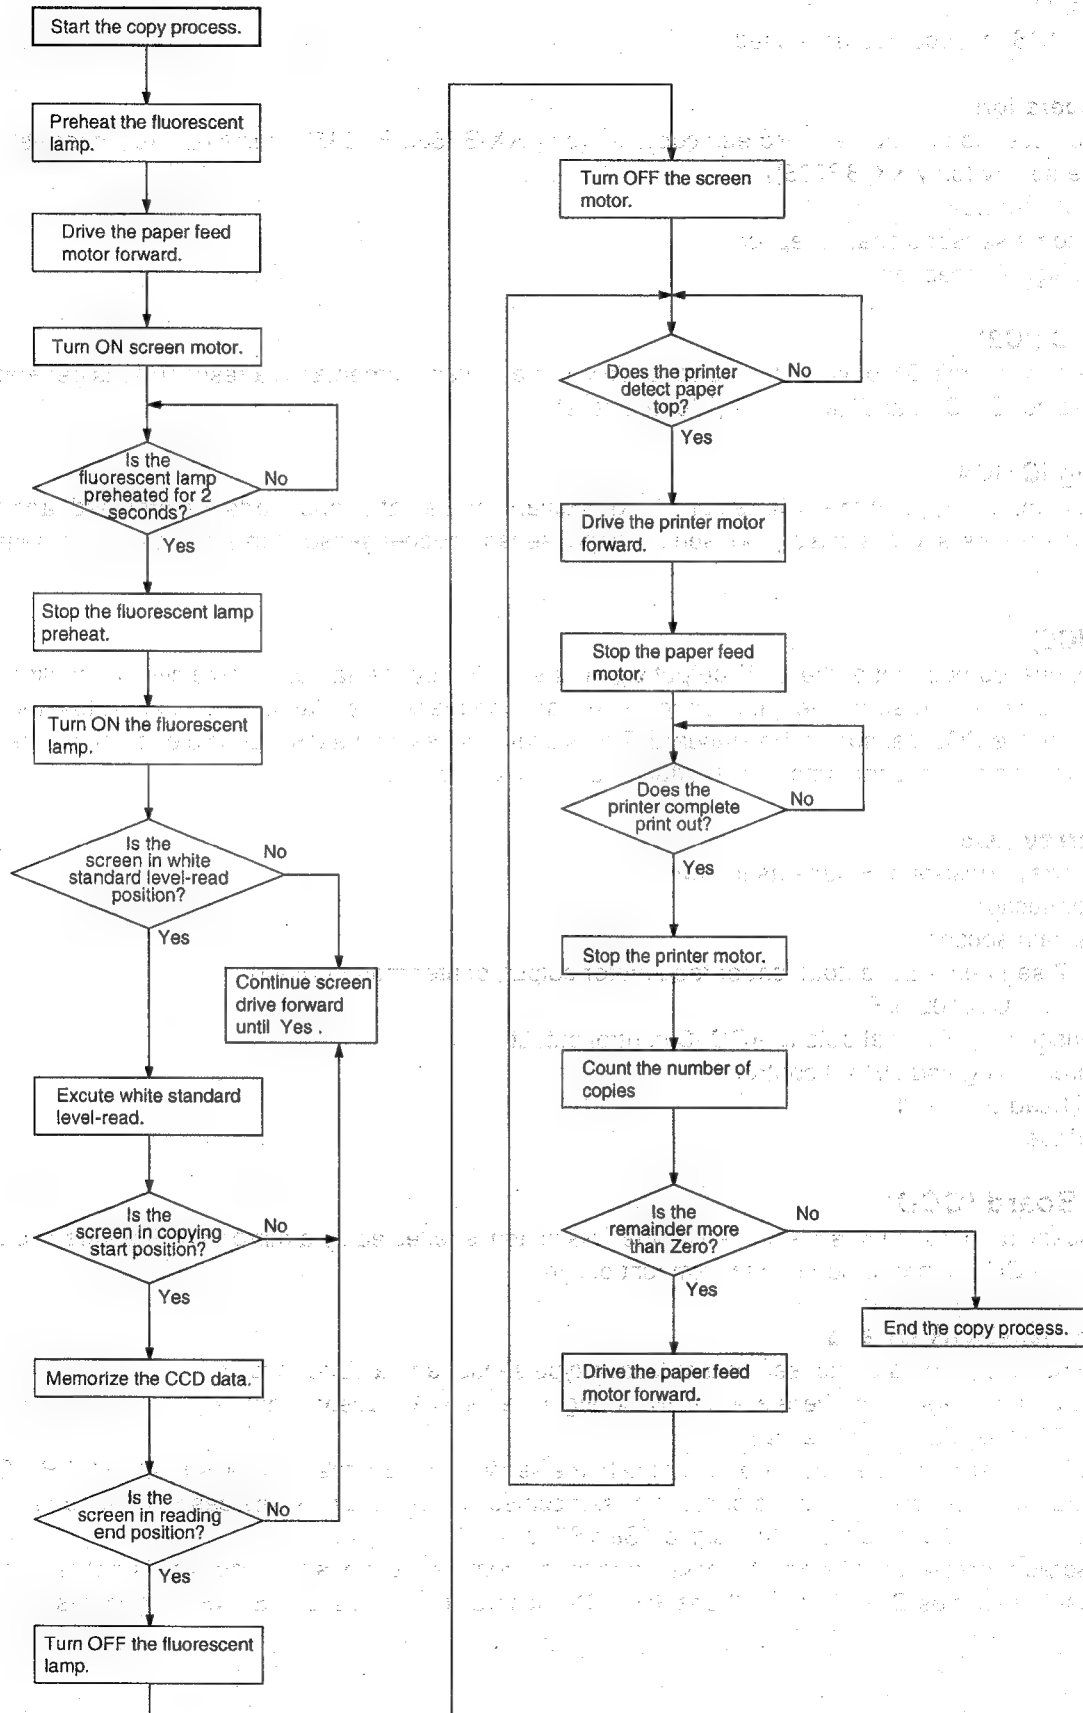 Start the copy process.
Preheat the fluorescent
lamp.
Drive the paper feed
motor forward.
Turn ON screen motor.
Is the
fluorescent lamp
preheated for 2
seconds?
No
Yes
Stop the fluorescent lamp
preheat.
Turn ON the fluorescent
lamp.
Is the
screen in white
standard level-read
position?
No
Yes
Continue screen
drive forward
until Yes .
Excute white standard
level-read.
Is the
screen in copying
start position?
No
Yes
Memorize the CCD data.
Is the
screen in reading
end position?
No
Yes
Turn OFF the fluorescent
lamp.
Turn OFF the screen
motor.
Does the printer
detect paper
top?
No
Yes
Drive the printer motor
forward.
Stop the paper feed
motor.
Does the
printer complete
print out?
No
Yes
Stop the printer motor.
Count the number of
copies
Is the
remainder more
than Zero?
No
Yes
End the copy process.
Drive the paper feed
motor forward.